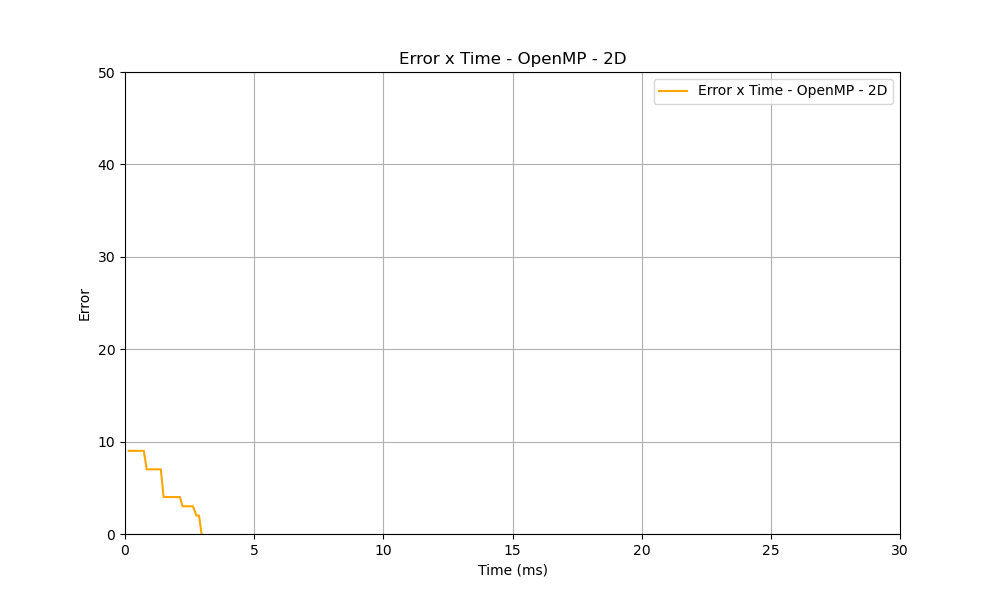 Error x Time - OpenMP - 2D
Error x Time - OpenMP - 2D
50
40
30
20
10
0
Error
0 5 10 15 20 25 30
Time (ms)